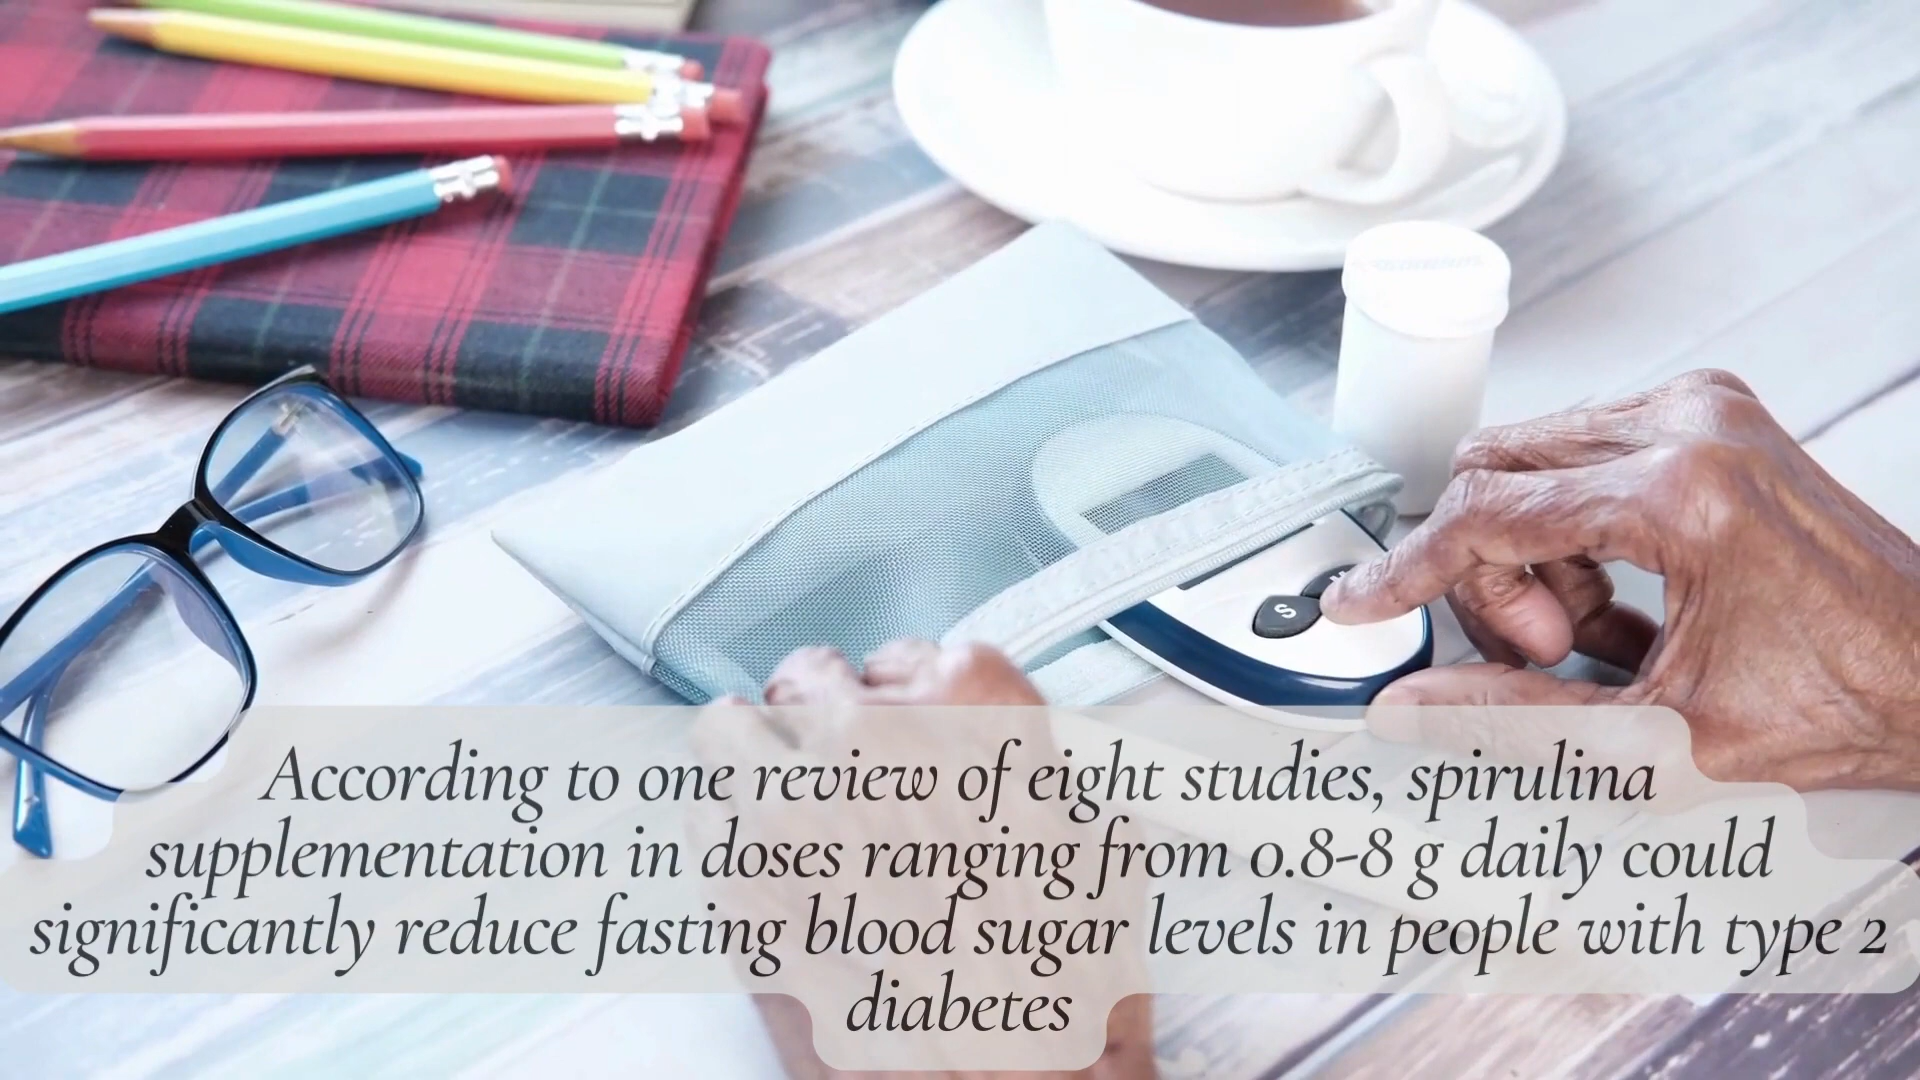 S
According to one review of eight studies, spirulina
supplementation in doses ranging from 0.8-8 g daily could
significantly reduce fasting blood sugar levels in people with type 2
diabetes